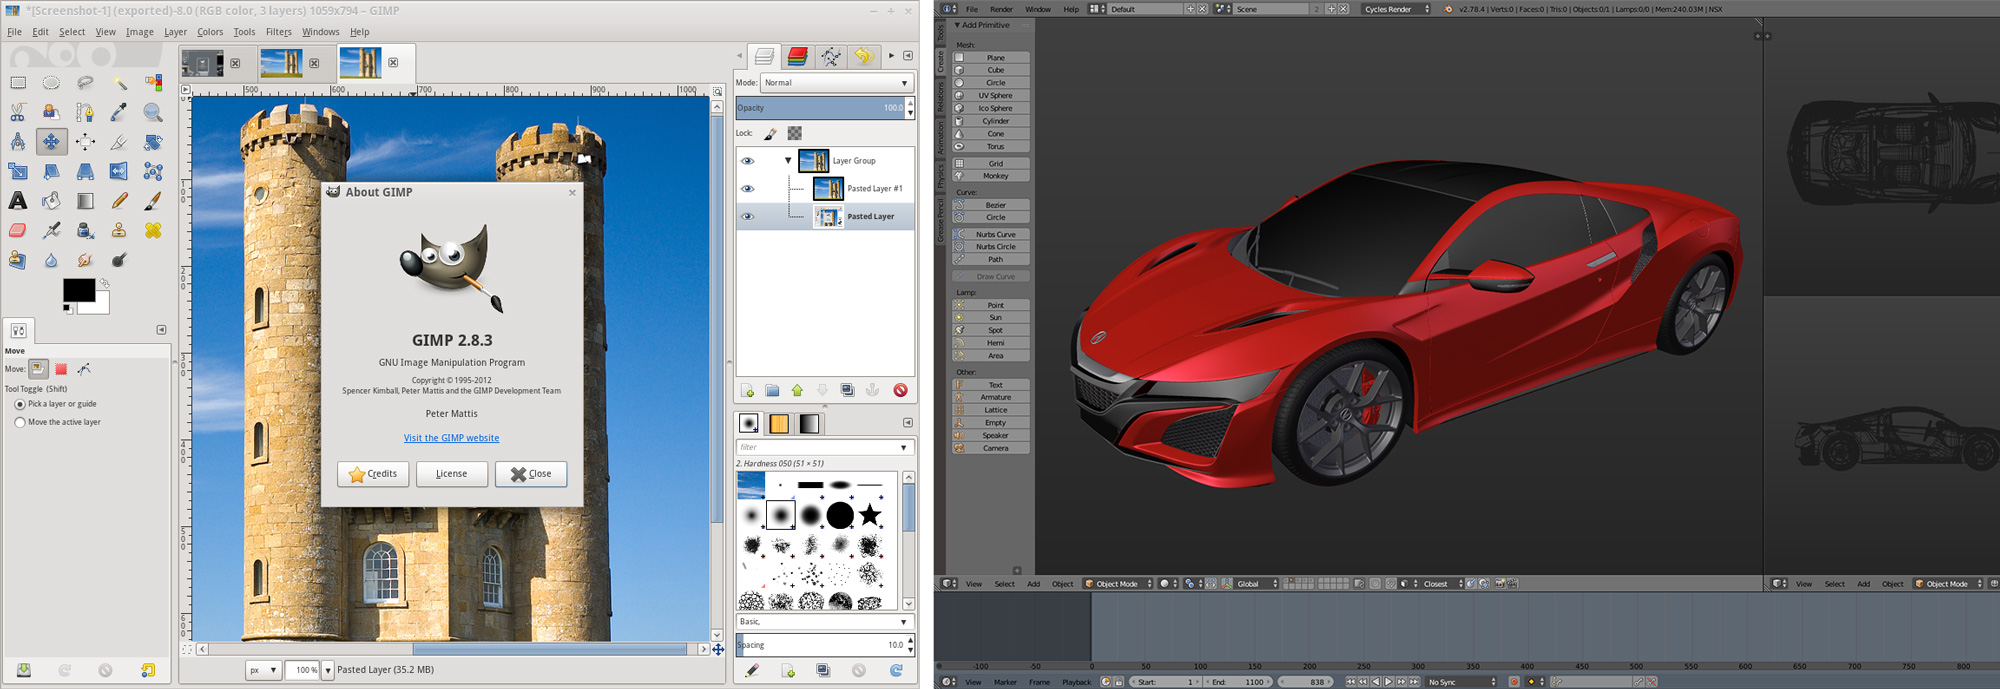 *[Screenshot-1] (exported)-8.0 (RGB color, 3 layers) 1059x794 – GIMP
File Edit Select View Image Layer Colors Tools Filters Windows Help
500 600 700 800 900 1000
Move
Move:
Tool Toggle (Shift)
Pick a layer or guide
Move the active layer
About GIMP
GIMP 2.8.3
GNU Image Manipulation Program
Copyright © 1995-2012
Spencer Kimball, Peter Mattis and the GIMP Development Team
Peter Mattis
Visit the GIMP website
Credits License Close
px 100 % Pasted Layer (35.2 MB)
Mode: Normal
Opacity 100.0
Lock:
Layer Group
Pasted Layer #1
Pasted Layer
filter
2. Hardness 050 (51 × 51)
Basic,
Spacing 10.0
File Render Window Help Default Scene 2 Cycles Render v2.78.4 | Verts:0 | Faces:0 | Tris:0 | Objects:0/1 | Lamps:0/0 | Mem:240.03M | NSX
Tools
Create
Relations
Animation
Physics
Grease Pencil
Add Primitive
Mesh:
Plane
Cube
Circle
UV Sphere
Ico Sphere
Cylinder
Cone
Torus
Grid
Monkey
Curve:
Bezier
Circle
Nurbs Curve
Nurbs Circle
Path
Draw Curve
Lamp:
Point
Sun
Spot
Hemi
Area
Other:
Text
Armature
Lattice
Empty
Speaker
Camera
View Select Add Object Object Mode Global Closest
View Select Add Object Object Mode
-100 -50 0 50 100 150 200 250 300 350 400 450 500 550 600 650 700 750 800
View Marker Frame Playback Start: 1 End: 1100 838 No Sync